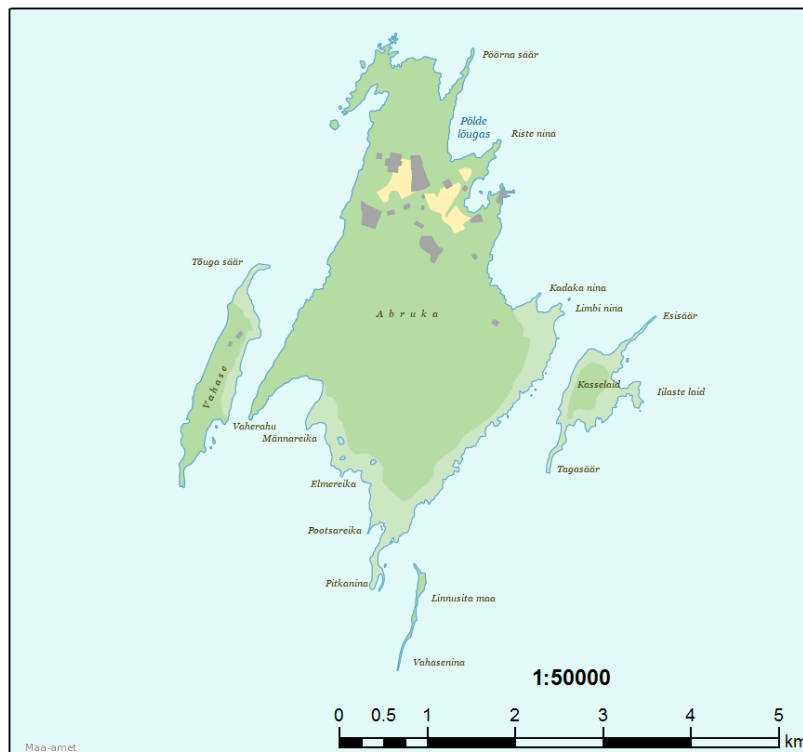 Pöörna säär
Põlde
lõugas
Riste nina
Tõuga säär
Kadaka nina
Limbi nina
Abruka
Esisäär
Vahase
Kasselaid
Iilaste laid
Vaherahu
Männareika
Tagasäär
Elmereika
Pootsareika
Pitkanina
Linnusita maa
Vahasenina
1:50000
0 0.5 1 2 3 4 5
km
Maa-amet